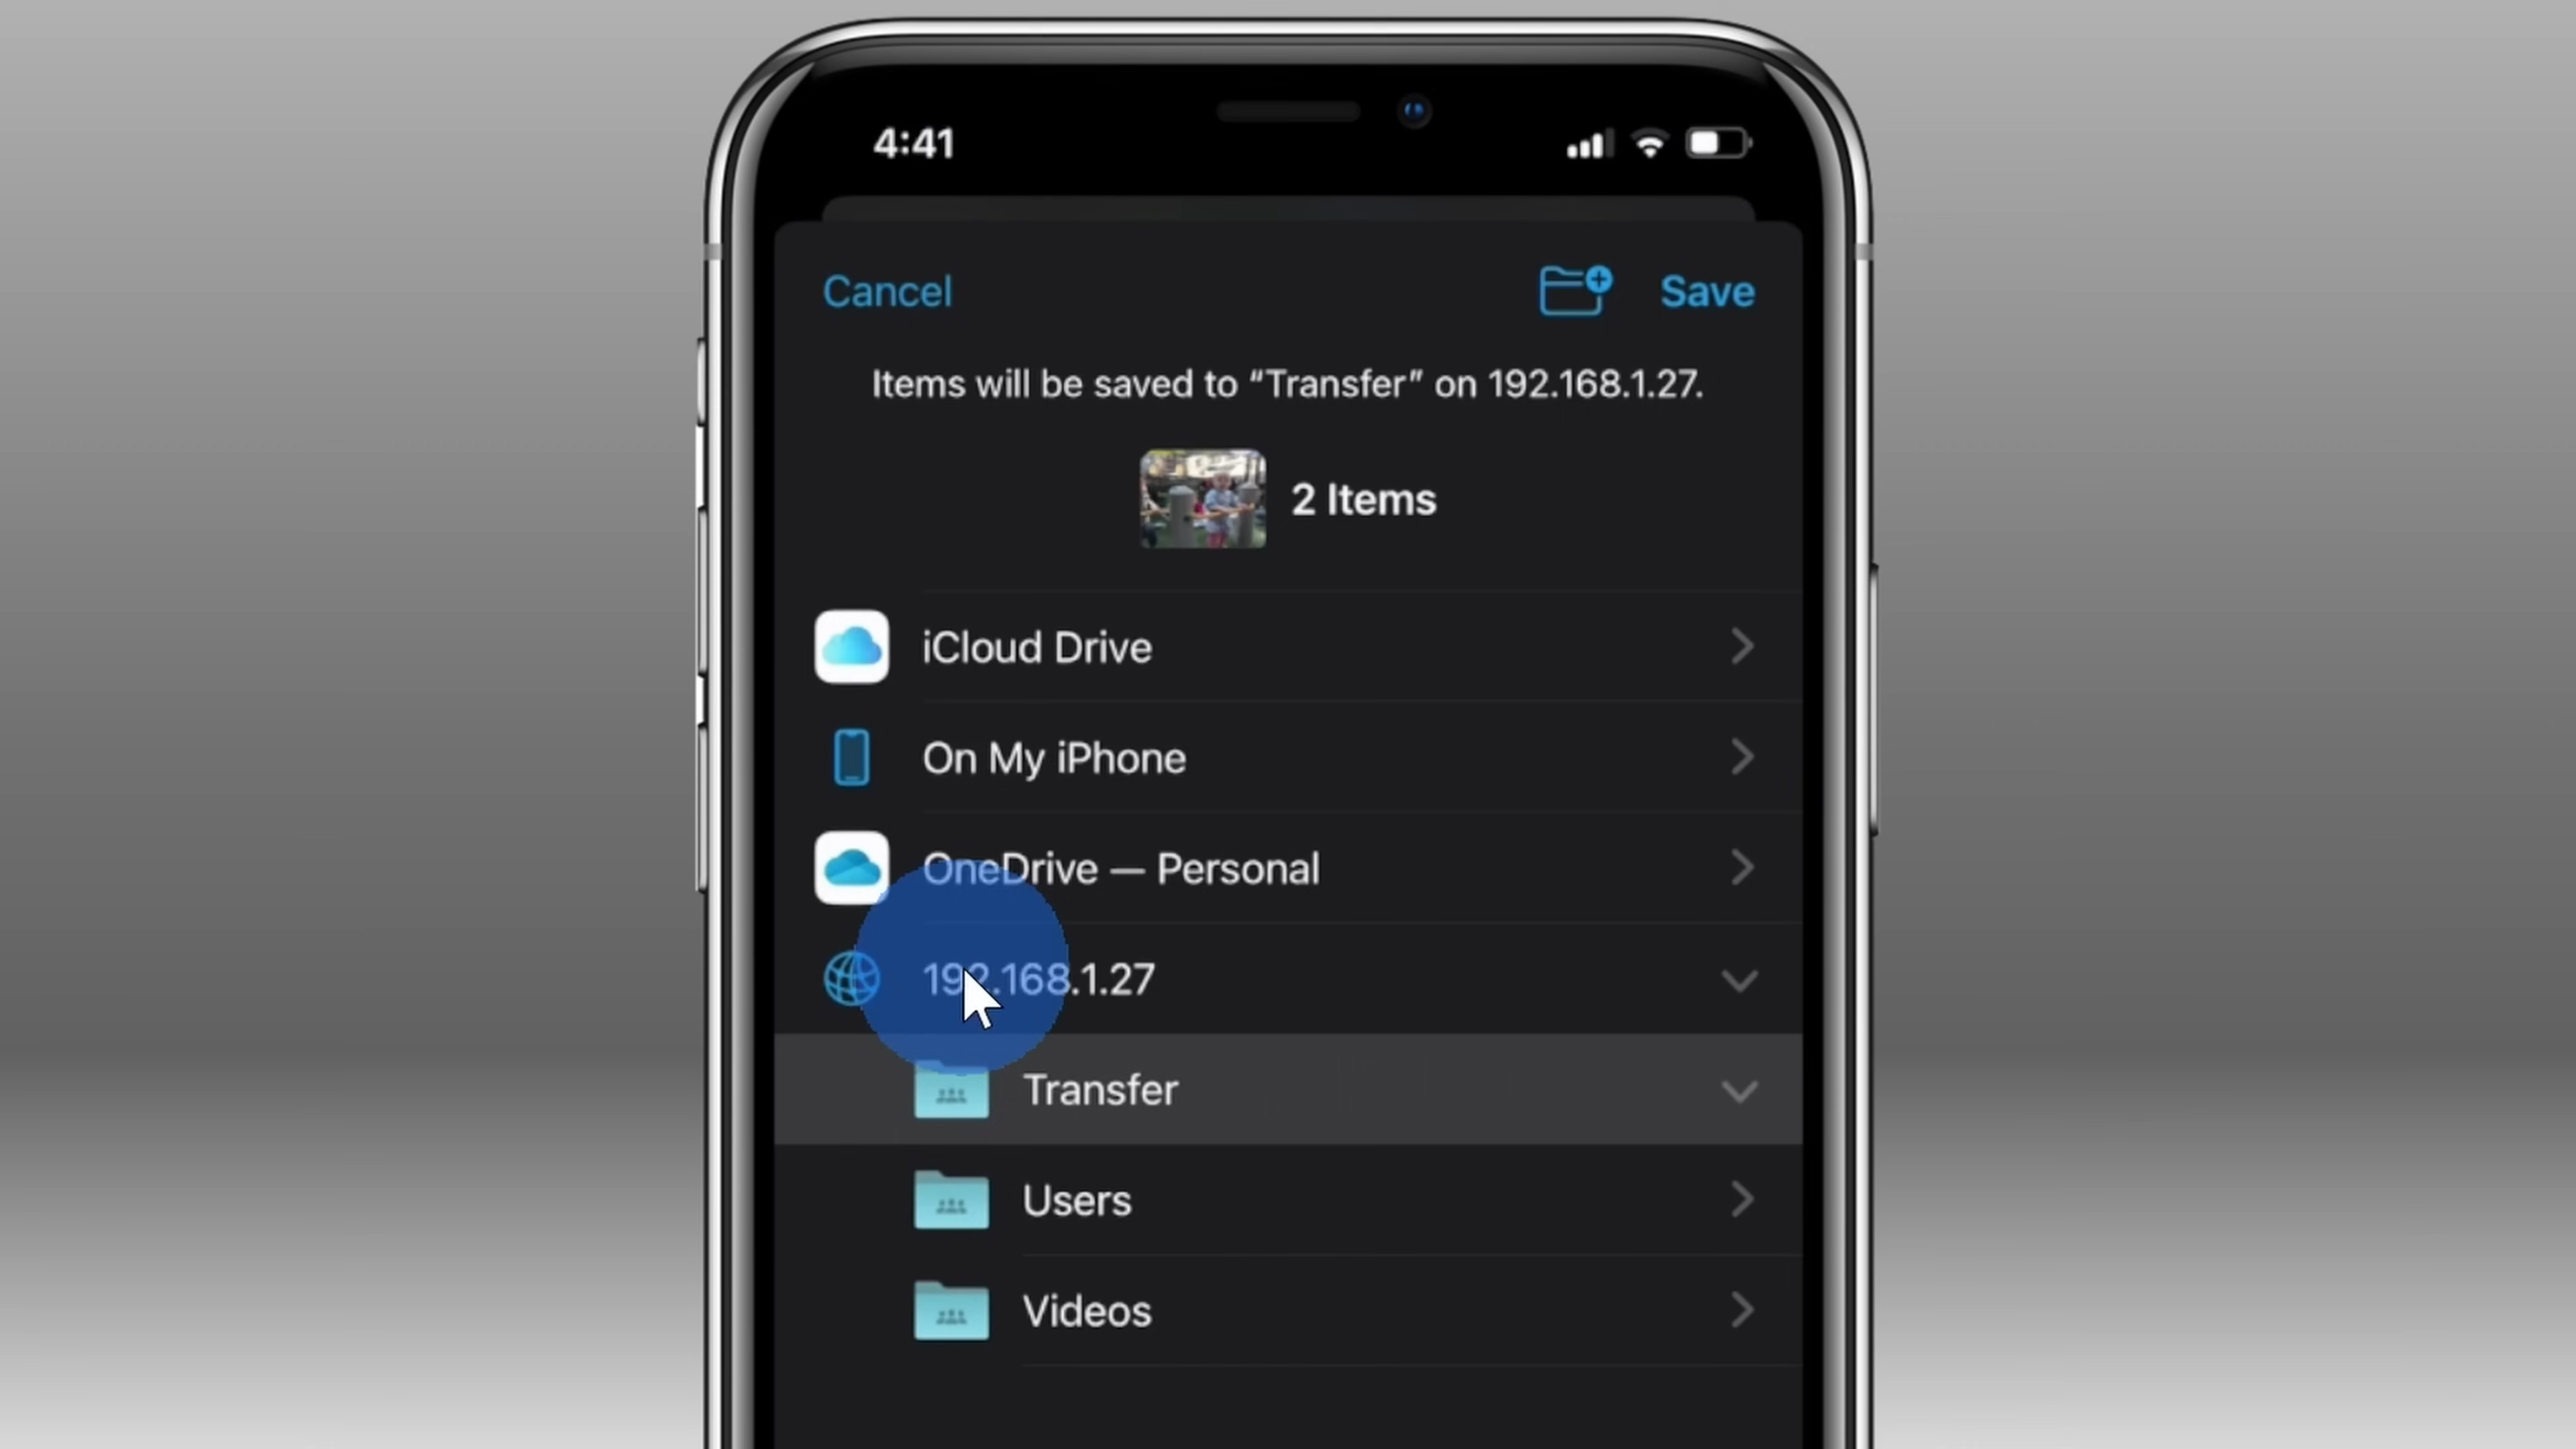 4:41
Cancel
Save
Items will be saved to “Transfer” on 192.168.1.27.
2 Items
iCloud Drive
On My iPhone
OneDrive — Personal
192.168.1.27
Transfer
Users
Videos